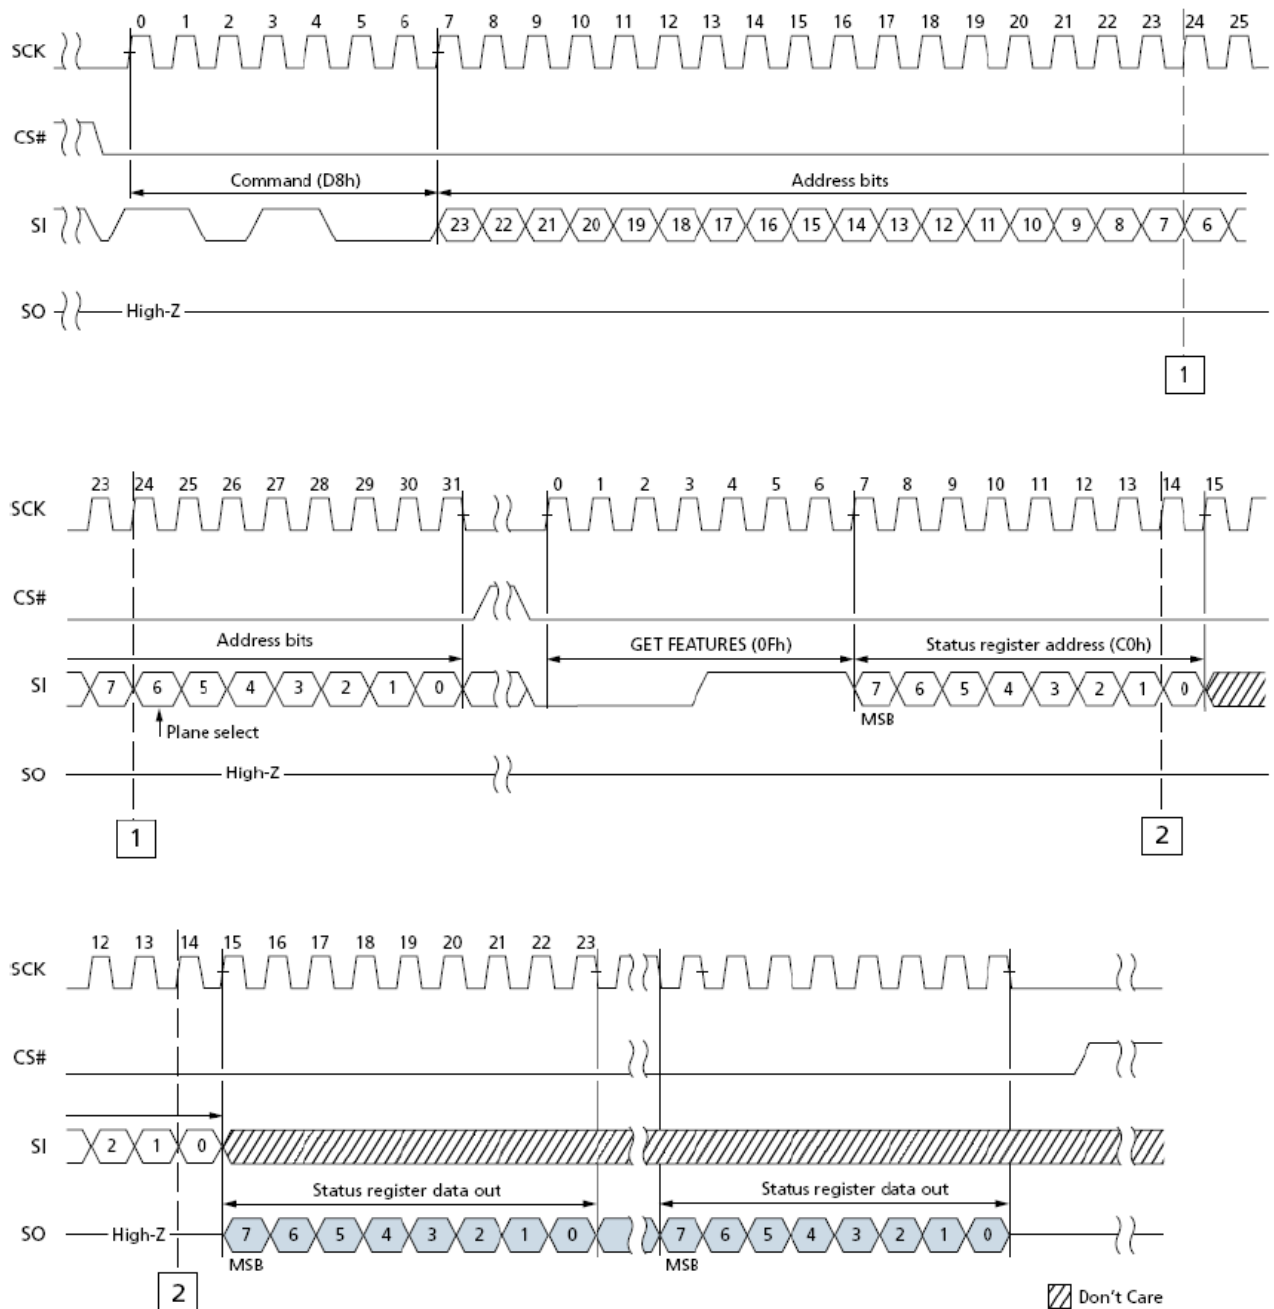 0 1 2 3 4 5 6 7 8 9 10 11 12 13 14 15 16 17 18 19 20 21 22 23 24 25
SCK
CS#
Command (D8h) Address bits
SI 23 22 21 20 19 18 17 16 15 14 13 12 11 10 9 8 7 6
SO High-Z
1
23 24 25 26 27 28 29 30 31 0 1 2 3 4 5 6 7 8 9 10 11 12 13 14 15
SCK
CS#
Address bits GET FEATURES (0Fh) Status register address (C0h)
SI 7 6 5 4 3 2 1 0 7 6 5 4 3 2 1 0
Plane select MSB
SO High-Z
1 2
12 13 14 15 16 17 18 19 20 21 22 23
SCK
CS#
SI 2 1 0
Status register data out Status register data out
SO High-Z 7 6 5 4 3 2 1 0 7 6 5 4 3 2 1 0
MSB MSB
2 Don't Care